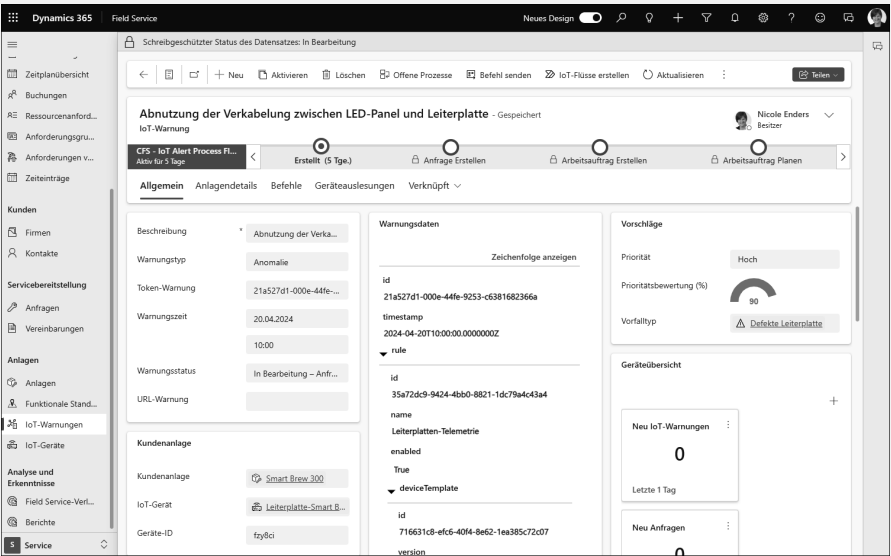 Dynamics 365
Field Service
Neues Design
Schreibgeschützter Status des Datensatzes: In Bearbeitung
Zeitplanübersicht
Buchungen
Ressourcenanford...
Anforderungsgru...
Anforderungen v...
Zeiteinträge
Kunden
Firmen
Kontakte
Servicebereitstellung
Anfragen
Vereinbarungen
Anlagen
Anlagen
Funktionale Stand...
IoT-Warnungen
IoT-Geräte
Analyse und
Erkenntnisse
Field Service-Verl...
Berichte
S Service
Neu
Aktivieren
Löschen
Offene Prozesse
Befehl senden
IoT-Flüsse erstellen
Aktualisieren
Teilen
Abnutzung der Verkabelung zwischen LED-Panel und Leiterplatte - Gespeichert
IoT-Warnung
Nicole Enders
Besitzer
CFS - IoT Alert Process Fl...
Aktiv für 5 Tage
Erstellt (5 Tge.)
Anfrage Erstellen
Arbeitsauftrag Erstellen
Arbeitsauftrag Planen
Allgemein
Anlagendetails
Befehle
Geräteauslesungen
Verknüpft
Beschreibung * Abnutzung der Verka...
Warnungstyp Anomalie
Token-Warnung 21a527d1-000e-44fe-...
Warnungszeit 20.04.2024
10:00
Warnungsstatus In Bearbeitung – Anfr...
URL-Warnung
Kundenanlage
Kundenanlage Smart Brew 300
IoT-Gerät Leiterplatte-Smart B...
Geräte-ID fzy8ci
Warnungsdaten
Zeichenfolge anzeigen
id
21a527d1-000e-44fe-9253-c6381682366a
timestamp
2024-04-20T10:00:00.0000000Z
rule
id
35a72dc9-9424-4bb0-8821-1dc79a4c43a4
name
Leiterplatten-Telemetrie
enabled
True
deviceTemplate
id
716631c8-efc6-40f4-8e62-1ea385c72c07
version
Vorschläge
Priorität Hoch
Prioritätsbewertung (%) 90
Vorfalltyp Defekte Leiterplatte
Geräteübersicht
Neu IoT-Warnungen
0
Letzte 1 Tag
Neu Anfragen
0